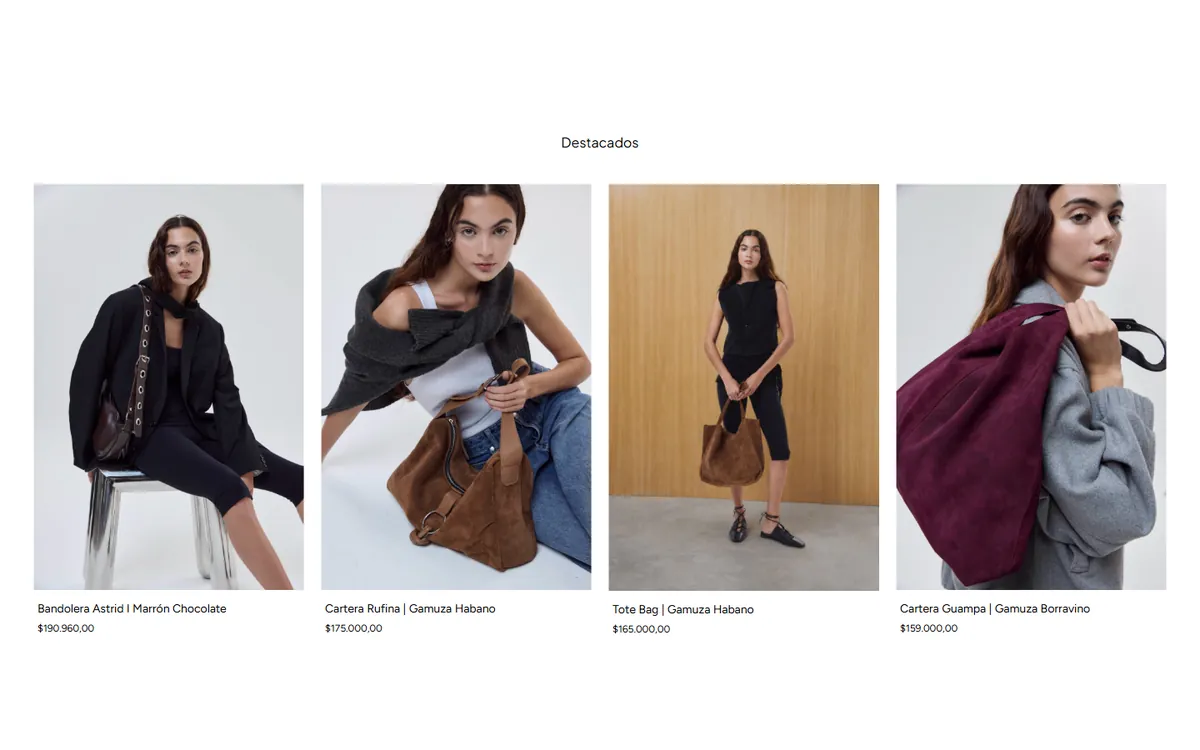 Destacados
Bandolera Astrid I Marrón Chocolate
$190.960,00
Cartera Rufina | Gamuza Habano
$175.000,00
Tote Bag | Gamuza Habano
$165.000,00
Cartera Guampa | Gamuza Borravino
$159.000,00